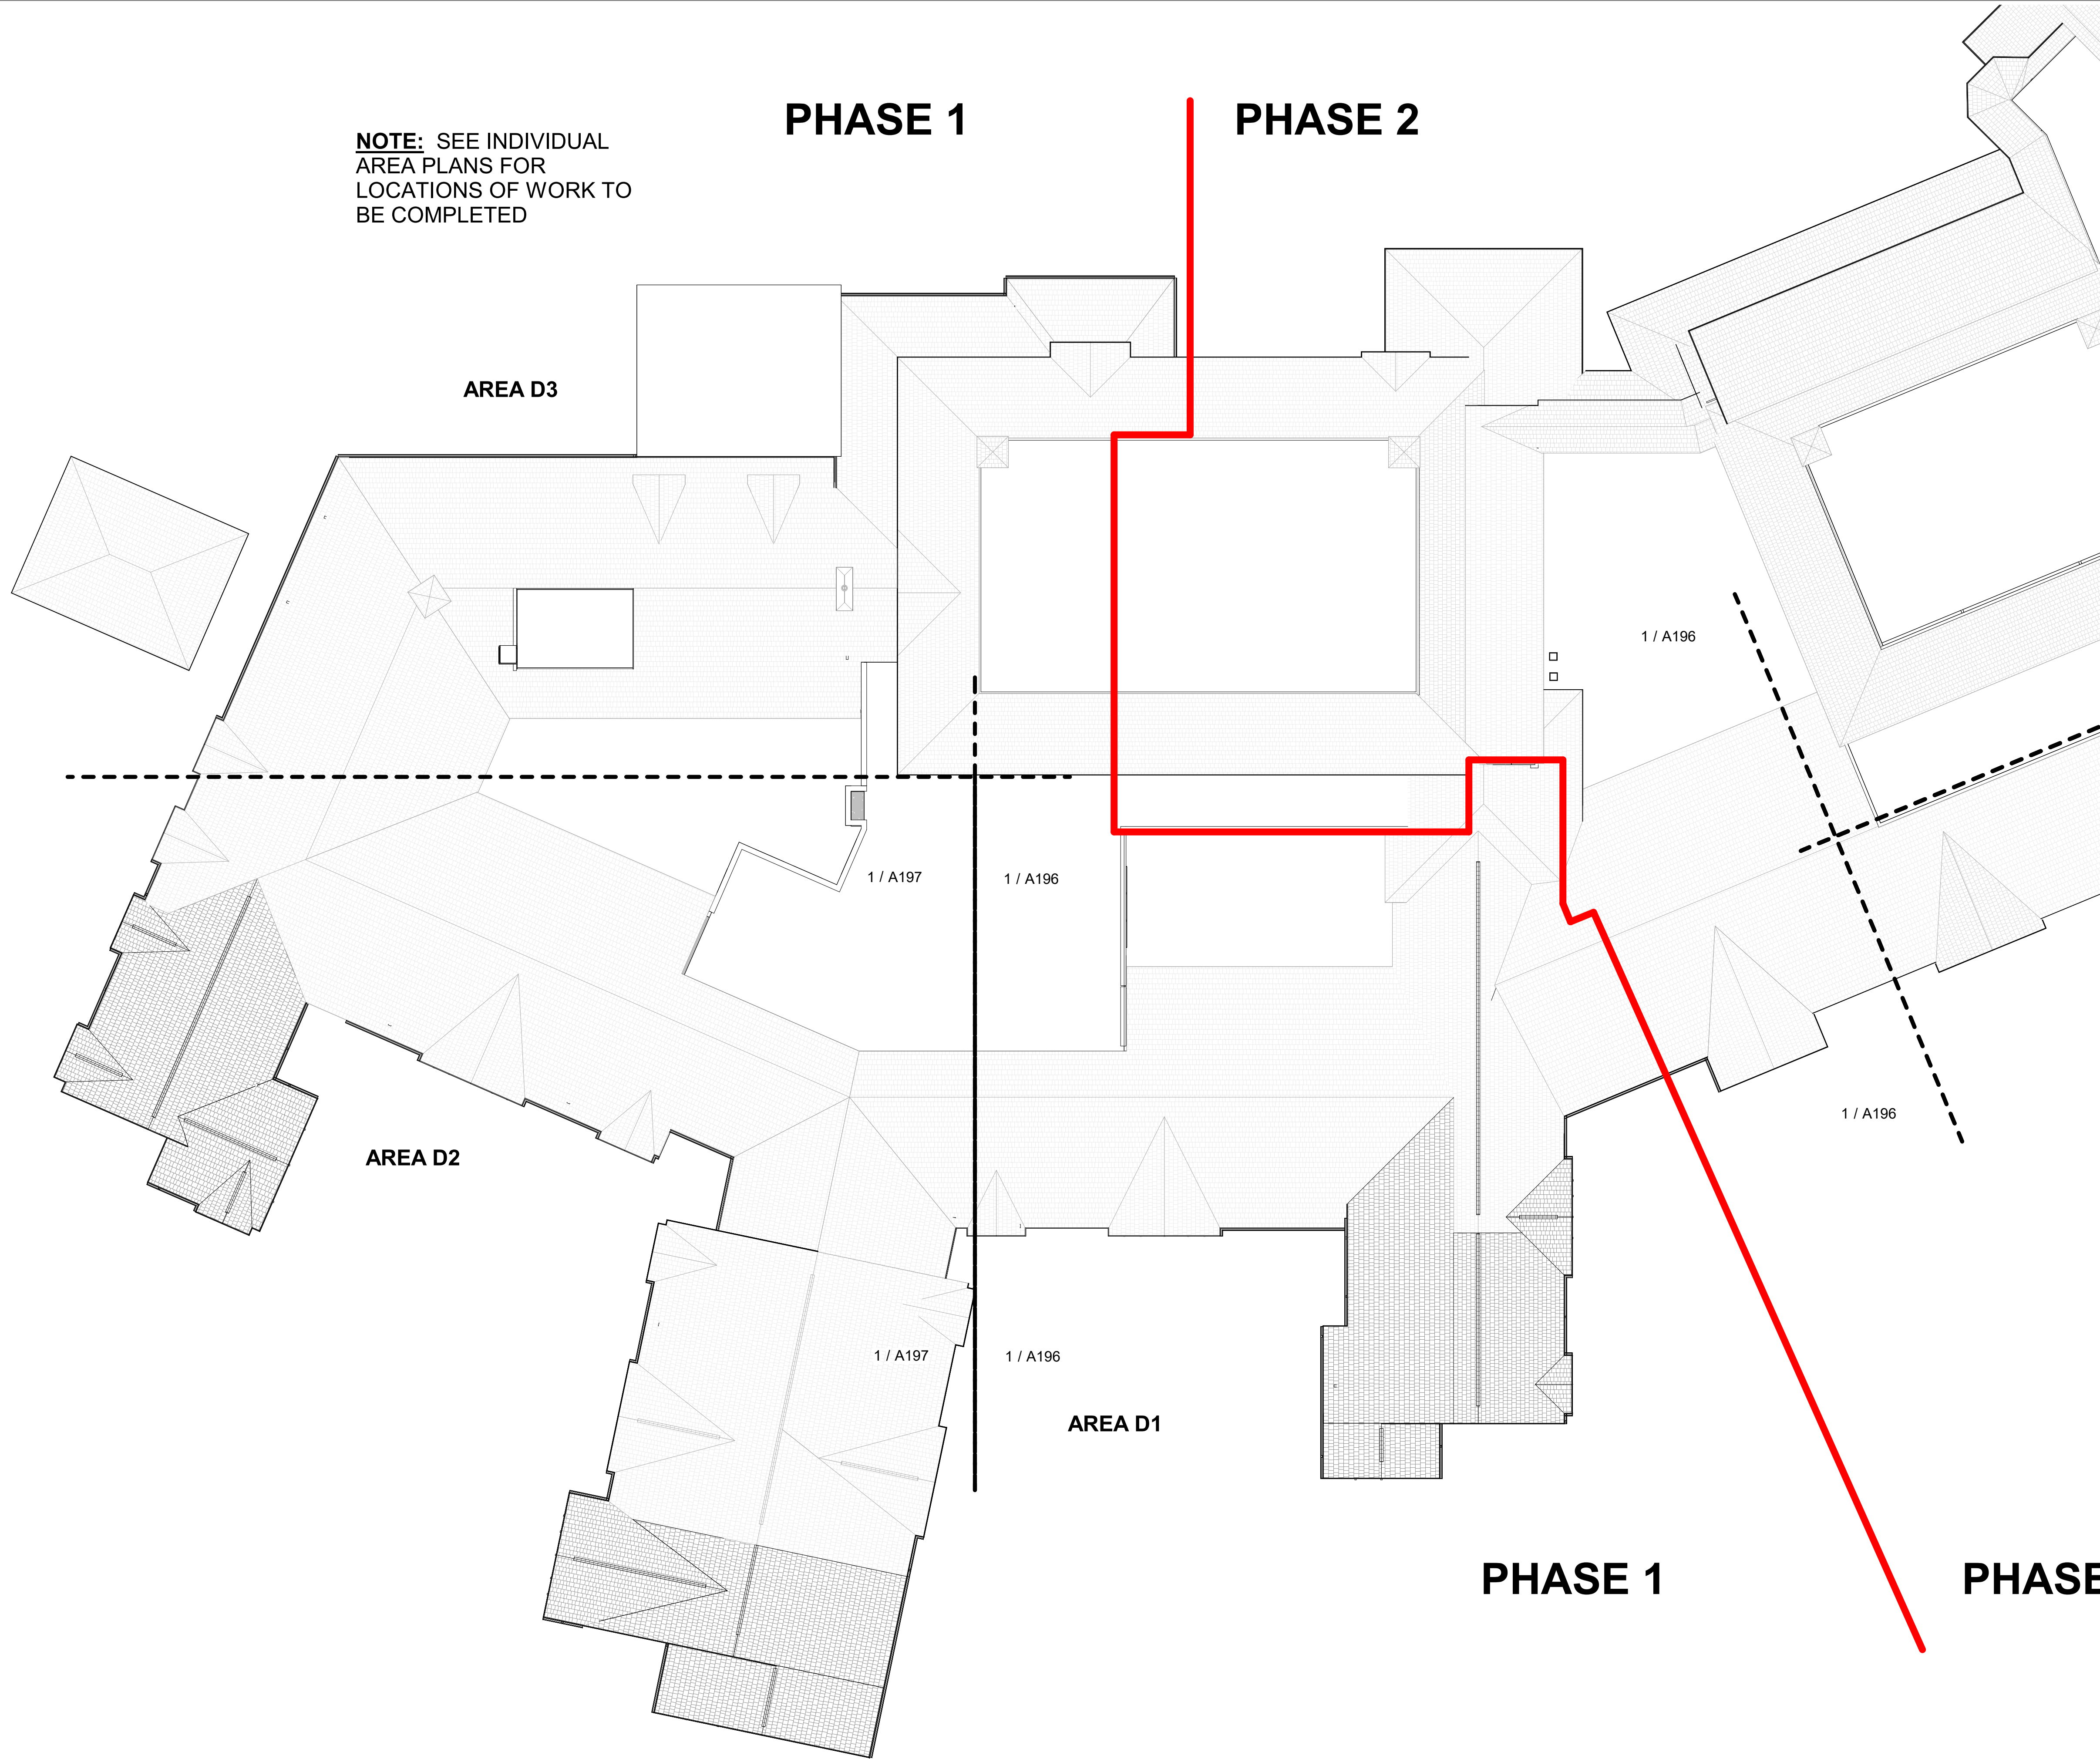 PHASE 1
PHASE 2
NOTE: SEE INDIVIDUAL
AREA PLANS FOR
LOCATIONS OF WORK TO
BE COMPLETED
AREA D3
1 / A196
1 / A197
1 / A196
1 / A196
AREA D2
1 / A197
1 / A196
AREA D1
PHASE 1
PHASE